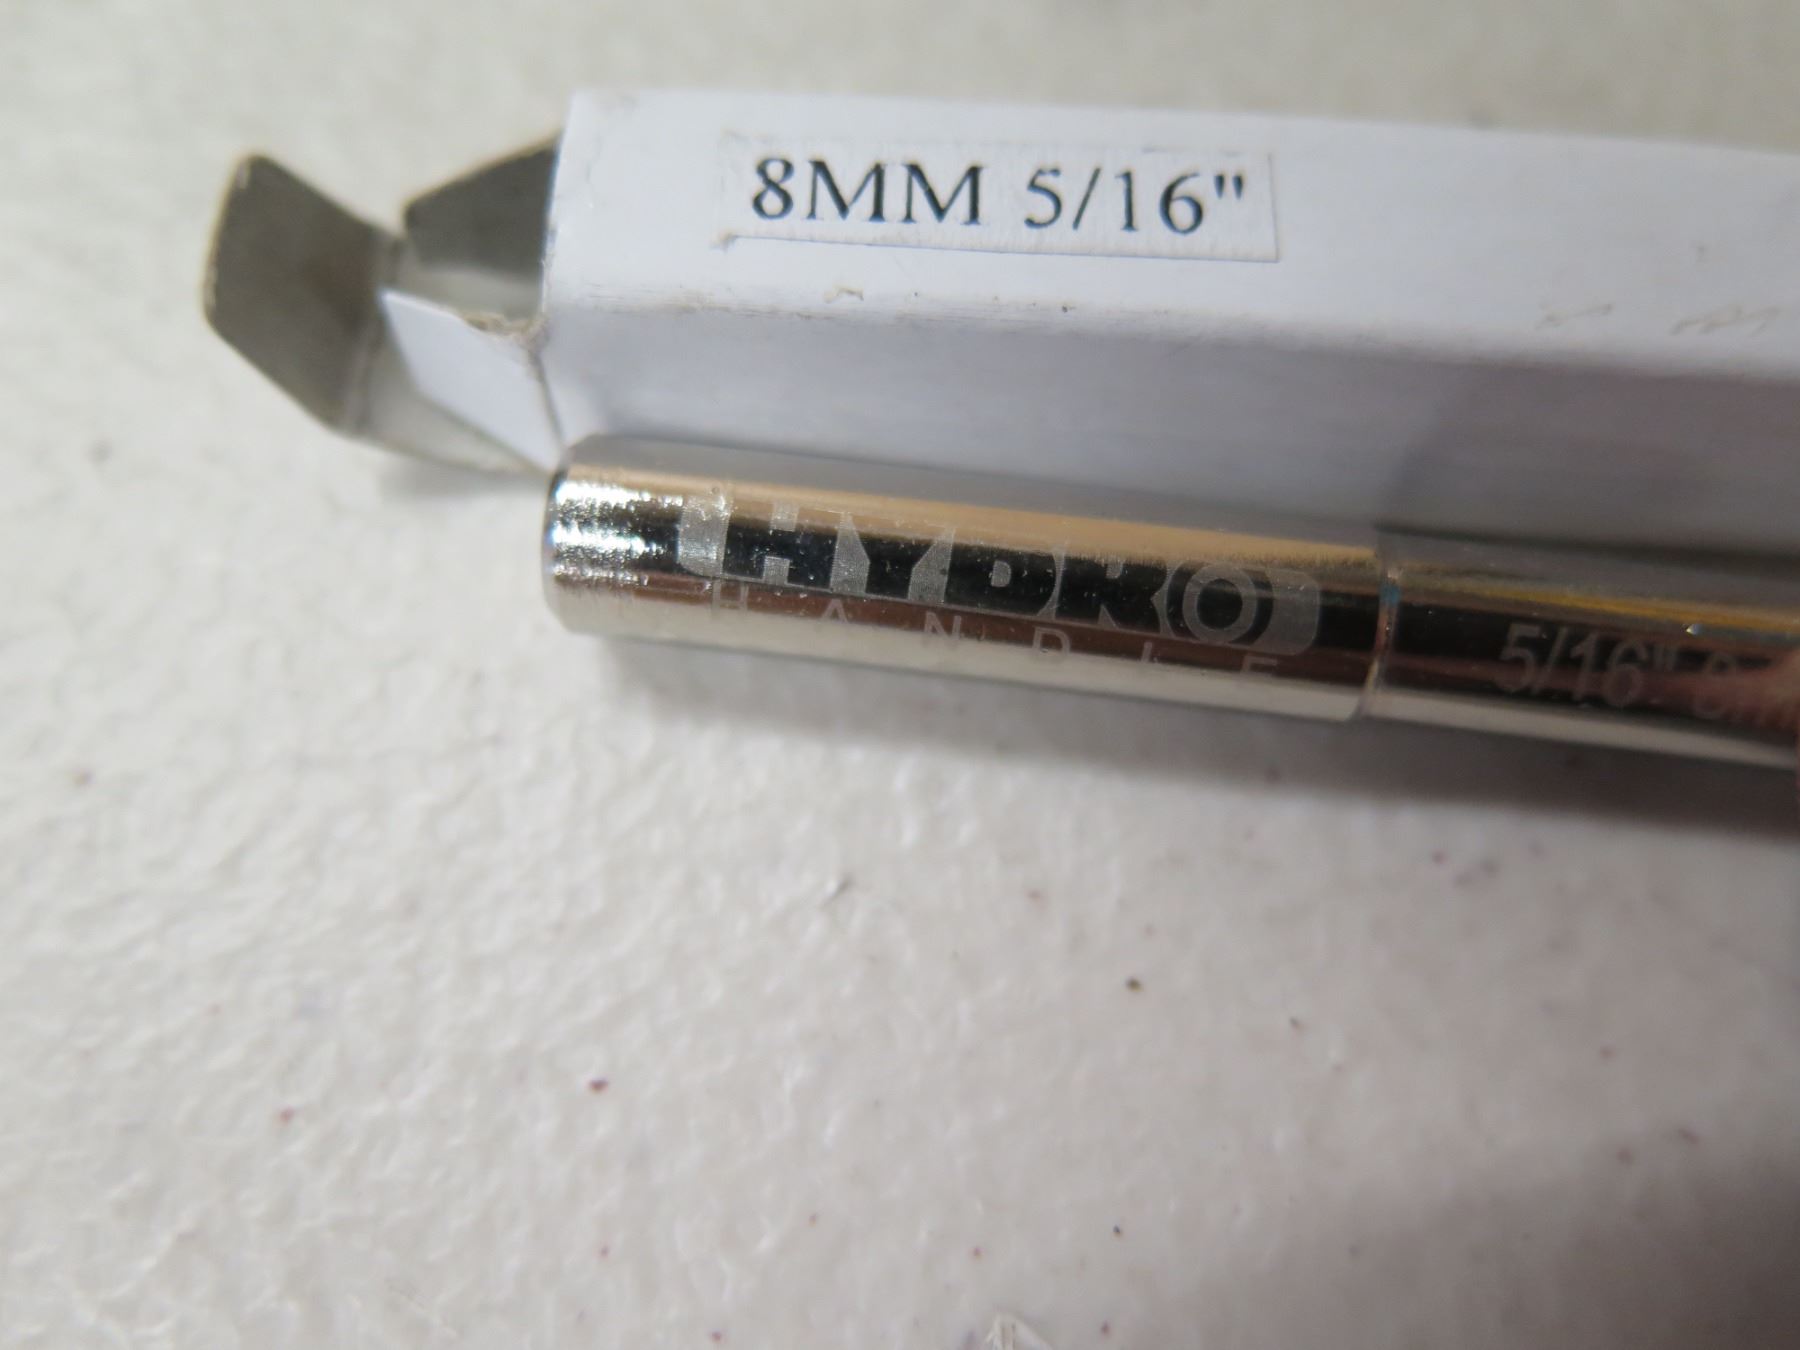 8MM 5/16"
HYDRO
HANDLE
5/16"